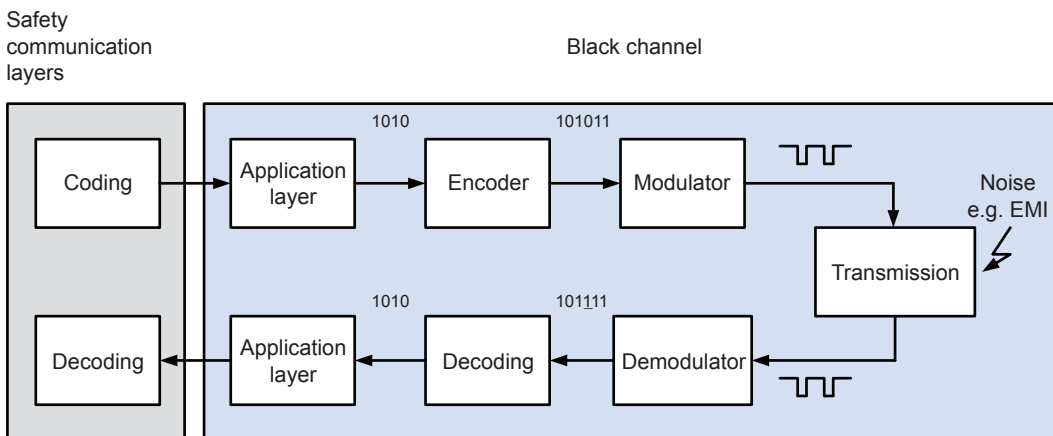 Safety
communication
layers
Black channel
1010
101011
Coding
Application
layer
Encoder
Modulator
Noise
e.g. EMI
Transmission
1010
101111
Decoding
Application
layer
Decoding
Demodulator